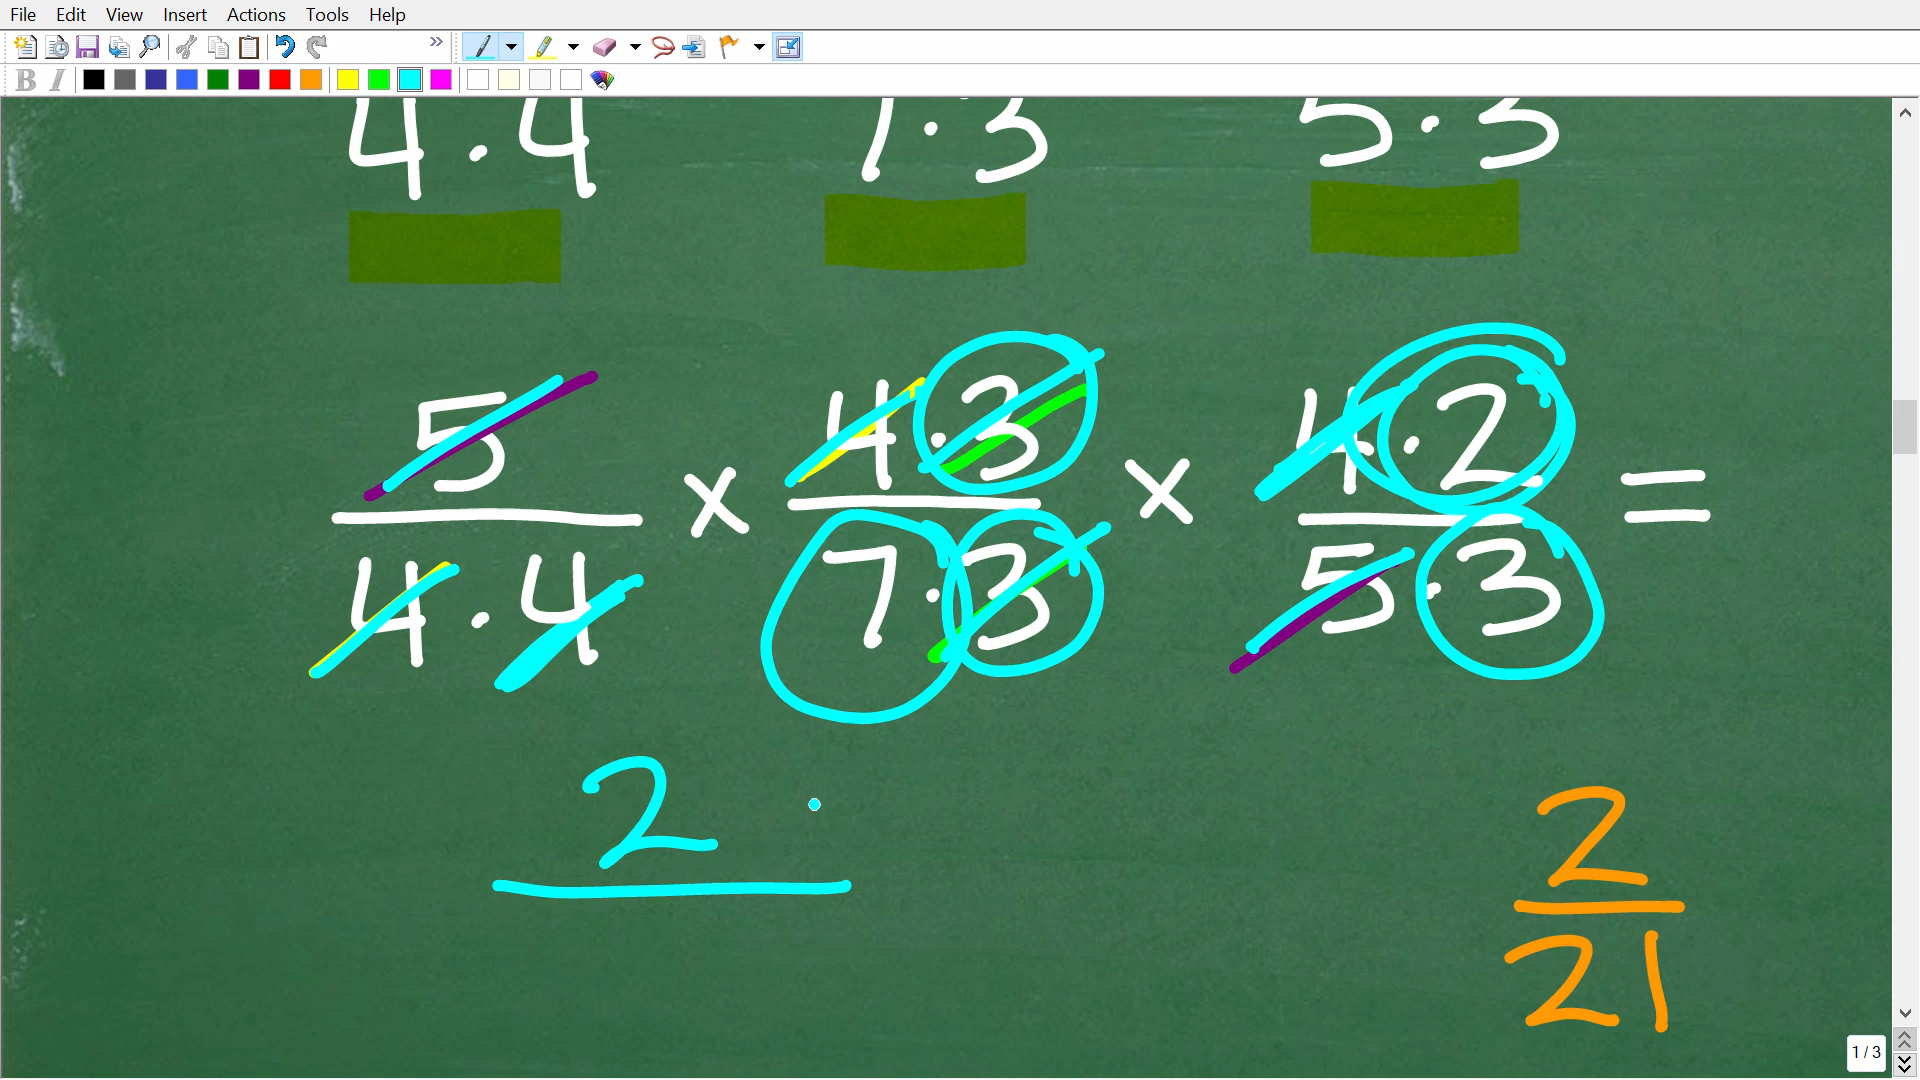 File Edit View Insert Actions Tools Help
B I
4 · 4 7 · 3 5 · 3
5 4 · 3 4 · 2
× × =
4 · 4 7 · 3 5 · 3
2
2
21
1 / 3